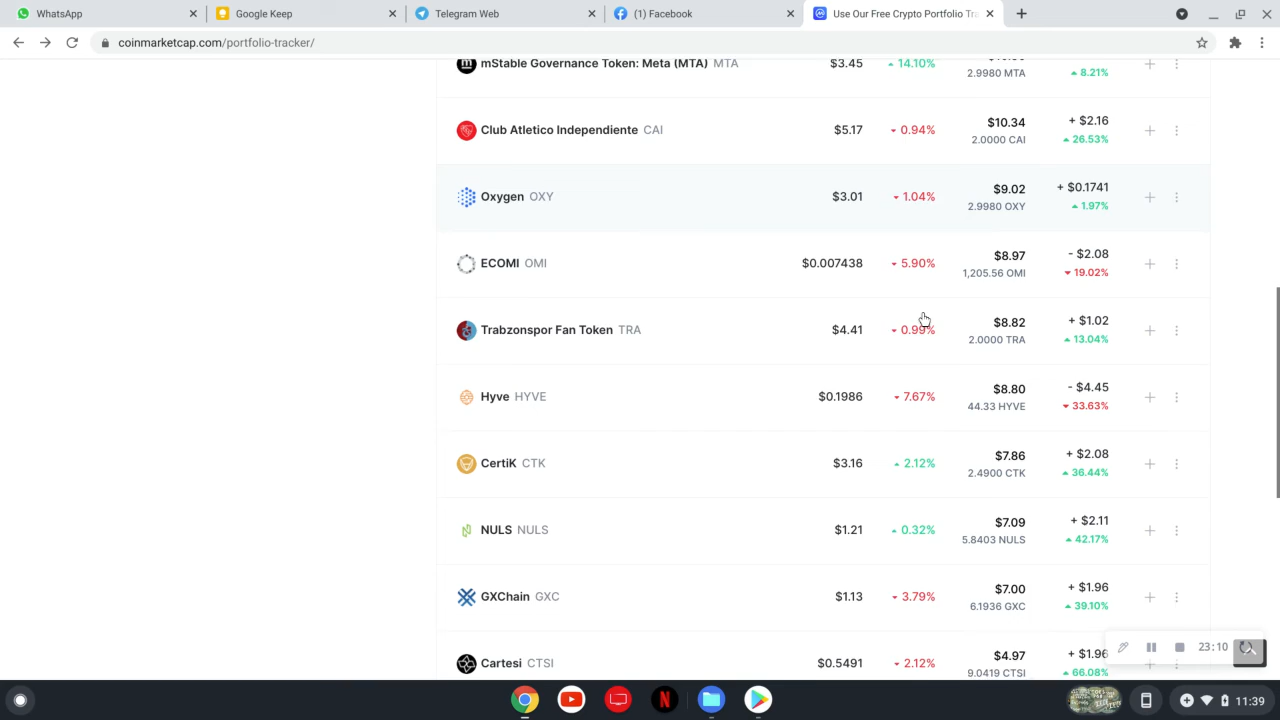 WhatsApp
Google Keep
Telegram Web
(1) Facebook
Use Our Free Crypto Portfolio Tra
coinmarketcap.com/portfolio-tracker/
mStable Governance Token: Meta (MTA) MTA $3.45 14.10%
2.9980 MTA 8.21%
Club Atletico Independiente CAI $5.17 0.94% $10.34 + $2.16
2.0000 CAI 26.53%
Oxygen OXY $3.01 1.04% $9.02 + $0.1741
2.9980 OXY 1.97%
ECOMI OMI $0.007438 5.90% $8.97 - $2.08
1,205.56 OMI 19.02%
Trabzonspor Fan Token TRA $4.41 0.99% $8.82 + $1.02
2.0000 TRA 13.04%
Hyve HYVE $0.1986 7.67% $8.80 - $4.45
44.33 HYVE 33.63%
CertiK CTK $3.16 2.12% $7.86 + $2.08
2.4900 CTK 36.44%
NULS NULS $1.21 0.32% $7.09 + $2.11
5.8403 NULS 42.17%
GXChain GXC $1.13 3.79% $7.00 + $1.96
6.1936 GXC 39.10%
23:10
Cartesi CTSI $0.5491 2.12% $4.97 + $1.96
9.0419 CTSI 66.08%
11:39